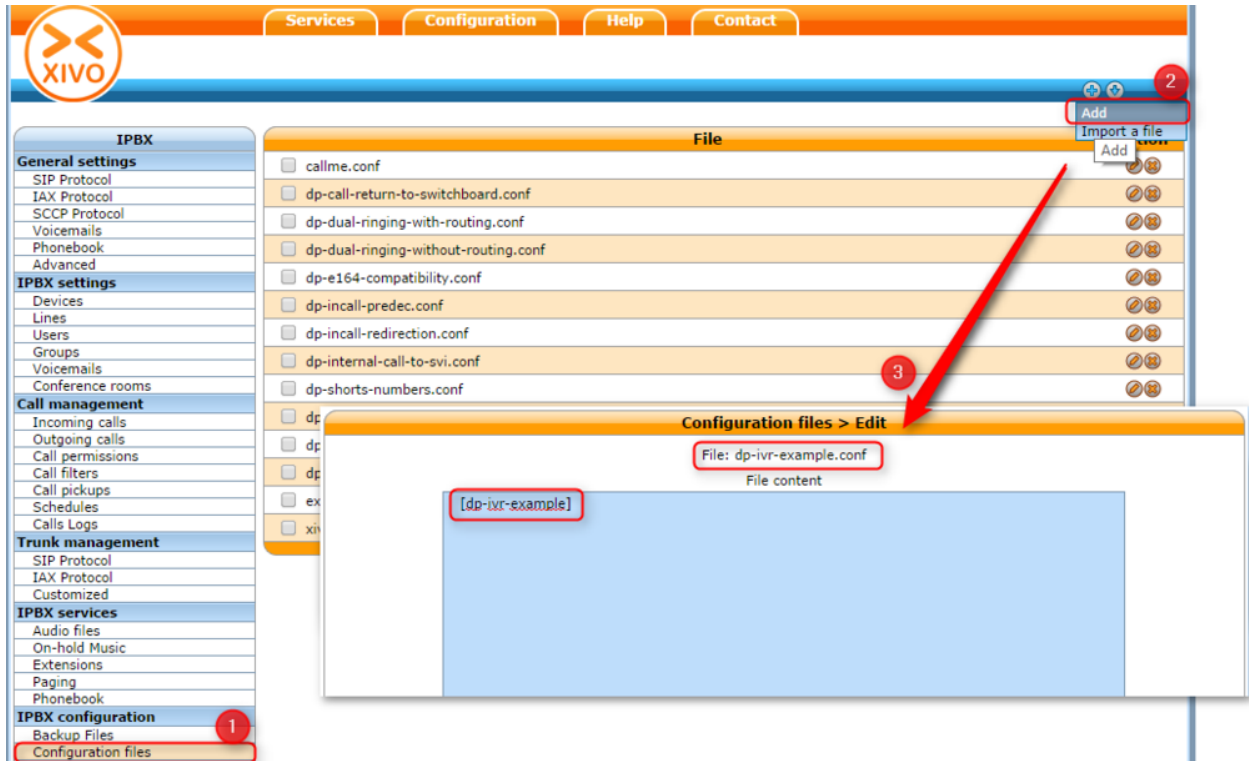 Services Configuration Help Contact
XIVO
2
Add
Import a file
Add
IPBX
General settings
SIP Protocol
IAX Protocol
SCCP Protocol
Voicemails
Phonebook
Advanced
IPBX settings
Devices
Lines
Users
Groups
Voicemails
Conference rooms
Call management
Incoming calls
Outgoing calls
Call permissions
Call filters
Call pickups
Schedules
Calls Logs
Trunk management
SIP Protocol
IAX Protocol
Customized
IPBX services
Audio files
On-hold Music
Extensions
Paging
Phonebook
IPBX configuration
1
Backup Files
Configuration files
File
callme.conf
dp-call-return-to-switchboard.conf
dp-dual-ringing-with-routing.conf
dp-dual-ringing-without-routing.conf
dp-e164-compatibility.conf
dp-incall-predec.conf
dp-incall-redirection.conf
dp-internal-call-to-svi.conf
dp-shorts-numbers.conf
3
Configuration files > Edit
File: dp-ivr-example.conf
File content
[dp-ivr-example]